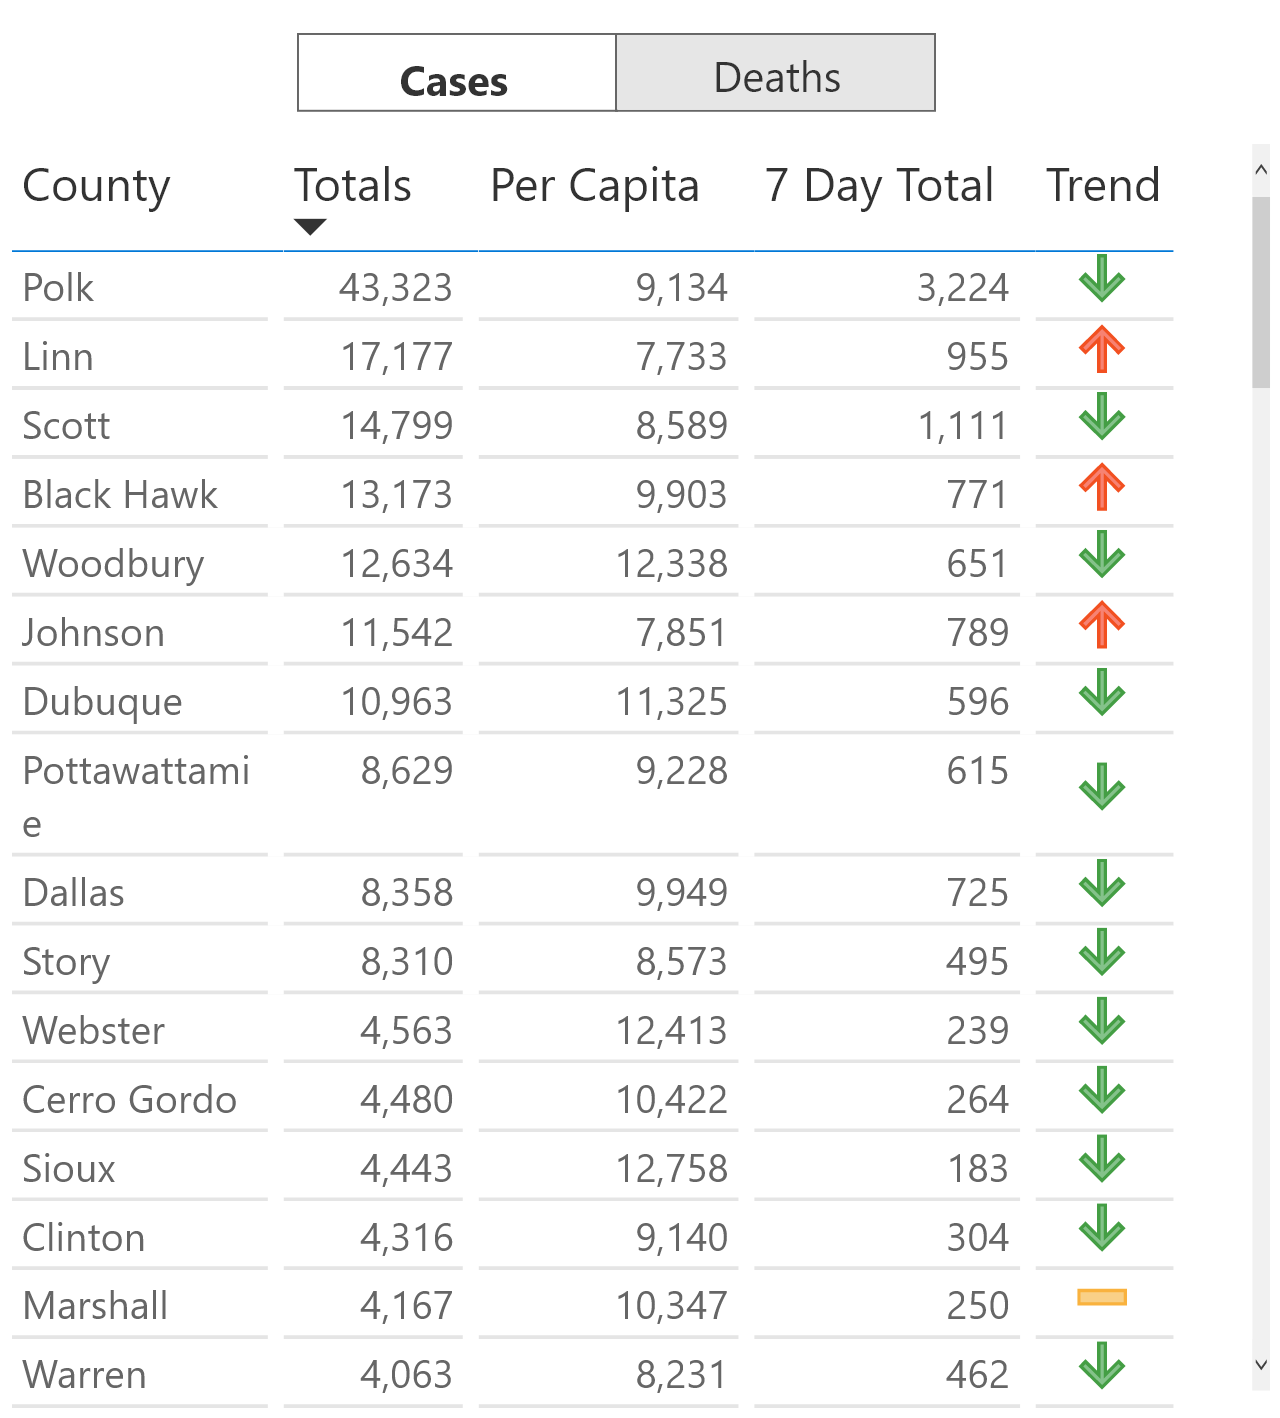 Cases Deaths
County Totals Per Capita 7 Day Total Trend
Polk 43,323 9,134 3,224
Linn 17,177 7,733 955
Scott 14,799 8,589 1,111
Black Hawk 13,173 9,903 771
Woodbury 12,634 12,338 651
Johnson 11,542 7,851 789
Dubuque 10,963 11,325 596
Pottawattami 8,629 9,228 615
e
Dallas 8,358 9,949 725
Story 8,310 8,573 495
Webster 4,563 12,413 239
Cerro Gordo 4,480 10,422 264
Sioux 4,443 12,758 183
Clinton 4,316 9,140 304
Marshall 4,167 10,347 250
Warren 4,063 8,231 462